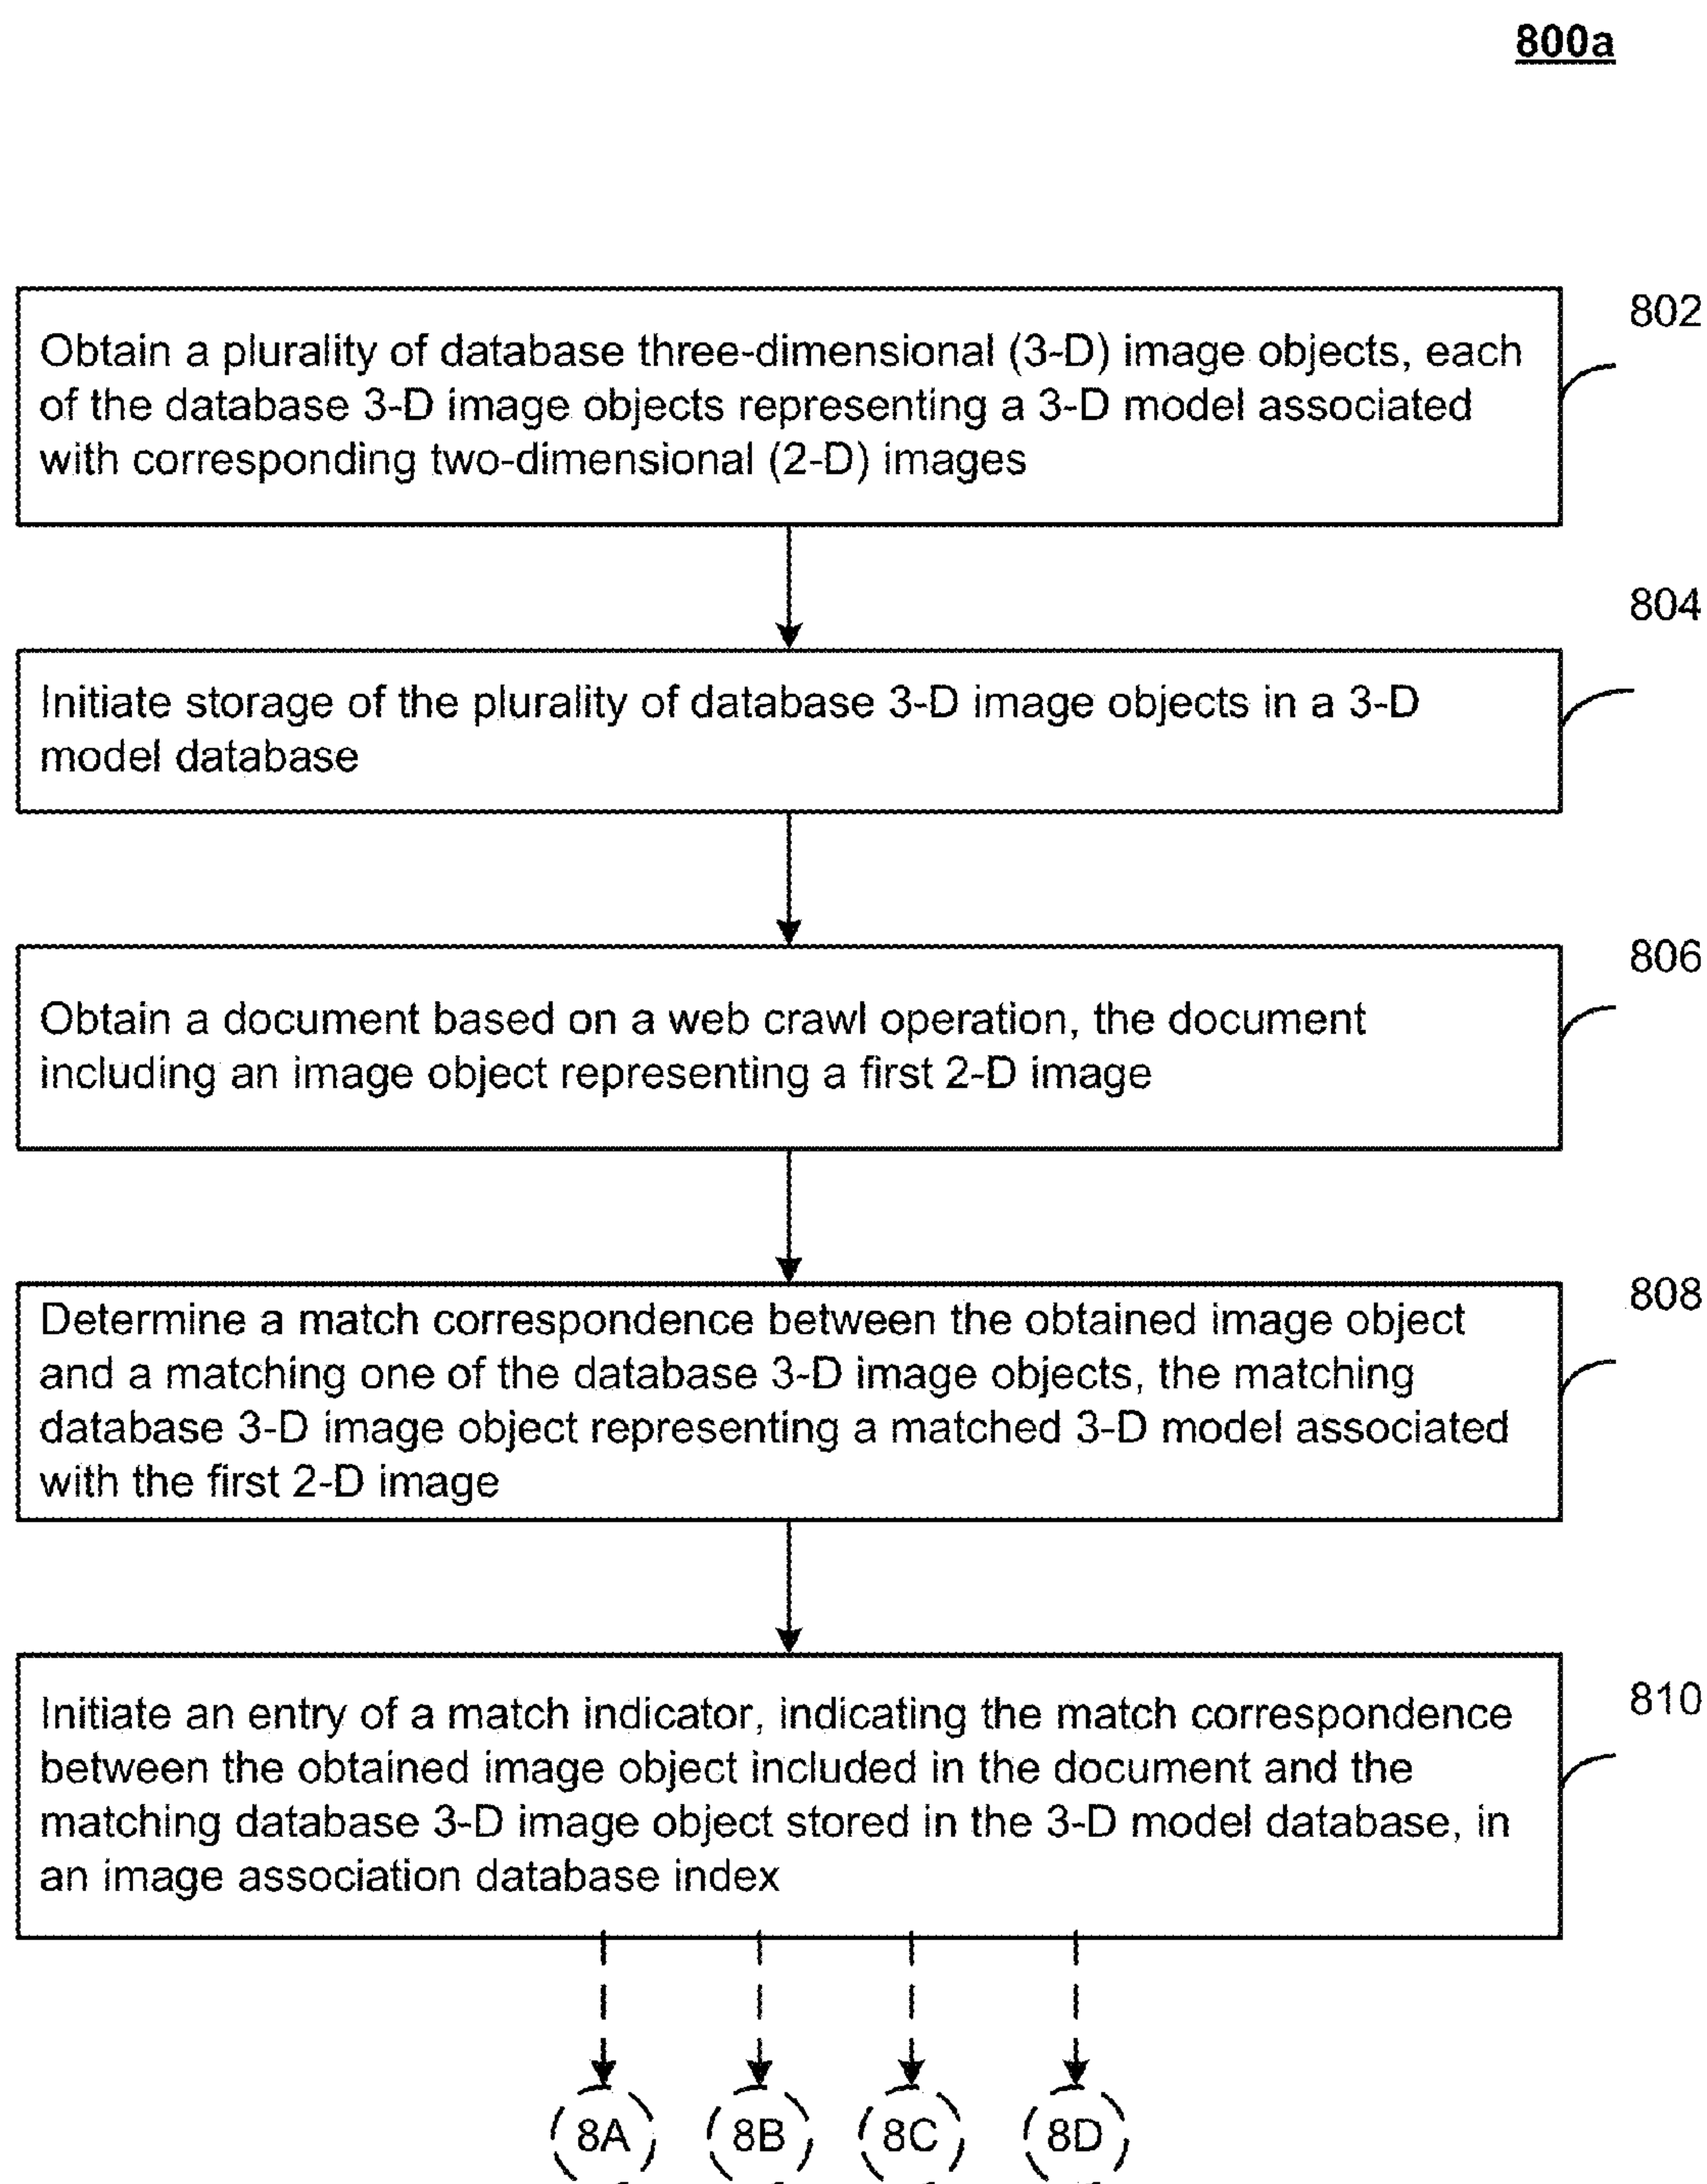 800a
802
Obtain a plurality of database three-dimensional (3-D) image objects, each
of the database 3-D image objects representing a 3-D model associated
with corresponding two-dimensional (2-D) images
804
Initiate storage of the plurality of database 3-D image objects in a 3-D
model database
806
Obtain a document based on a web crawl operation, the document
including an image object representing a first 2-D image
808
Determine a match correspondence between the obtained image object
and a matching one of the database 3-D image objects, the matching
database 3-D image object representing a matched 3-D model associated
with the first 2-D image
810
Initiate an entry of a match indicator, indicating the match correspondence
between the obtained image object included in the document and the
matching database 3-D image object stored in the 3-D model database, in
an image association database index
8A 8B 8C 8D